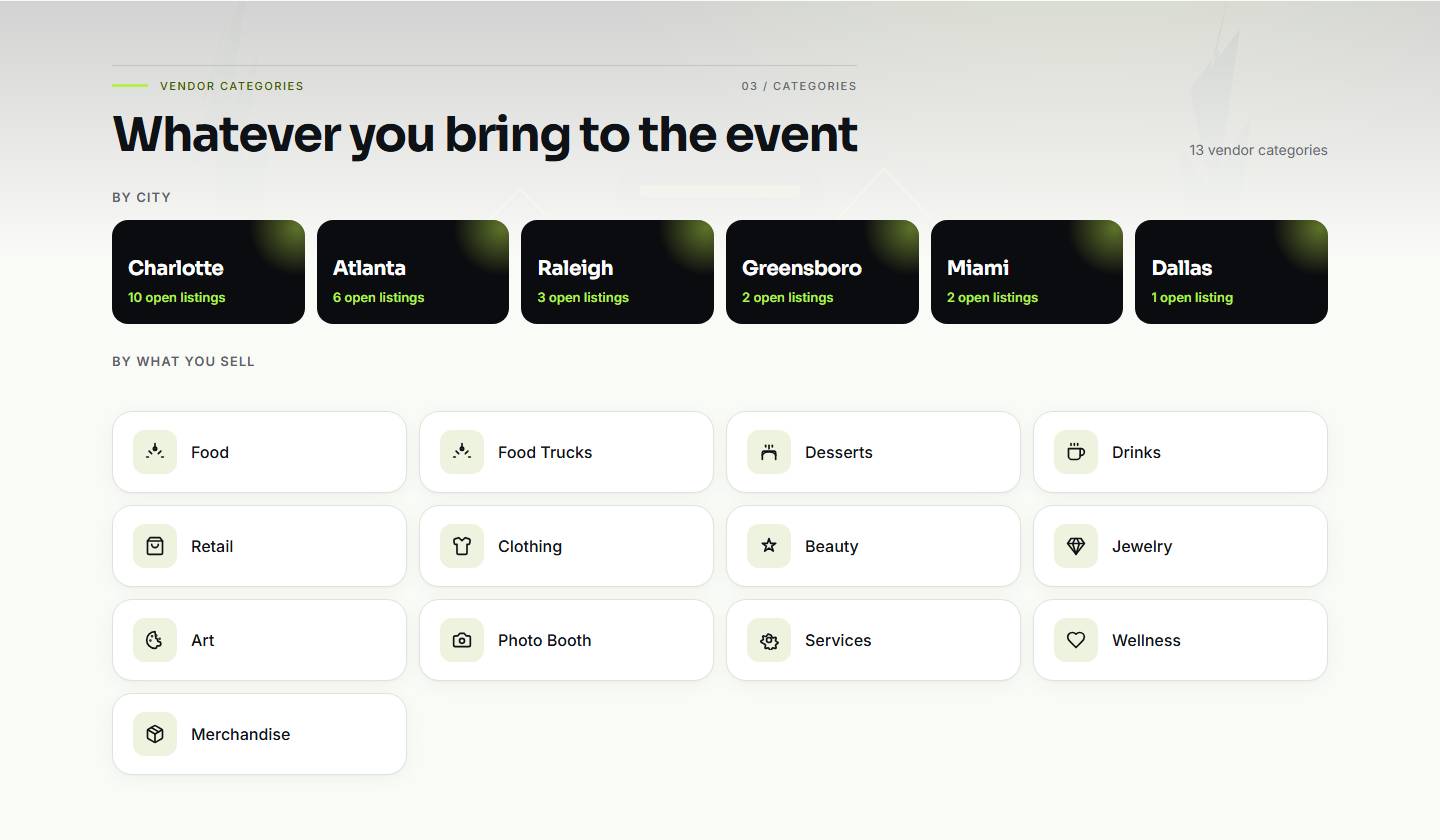 VENDOR CATEGORIES
03 / CATEGORIES
Whatever you bring to the event
13 vendor categories
BY CITY
Charlotte
10 open listings
Atlanta
6 open listings
Raleigh
3 open listings
Greensboro
2 open listings
Miami
2 open listings
Dallas
1 open listing
BY WHAT YOU SELL
Food
Food Trucks
Desserts
Drinks
Retail
Clothing
Beauty
Jewelry
Art
Photo Booth
Services
Wellness
Merchandise